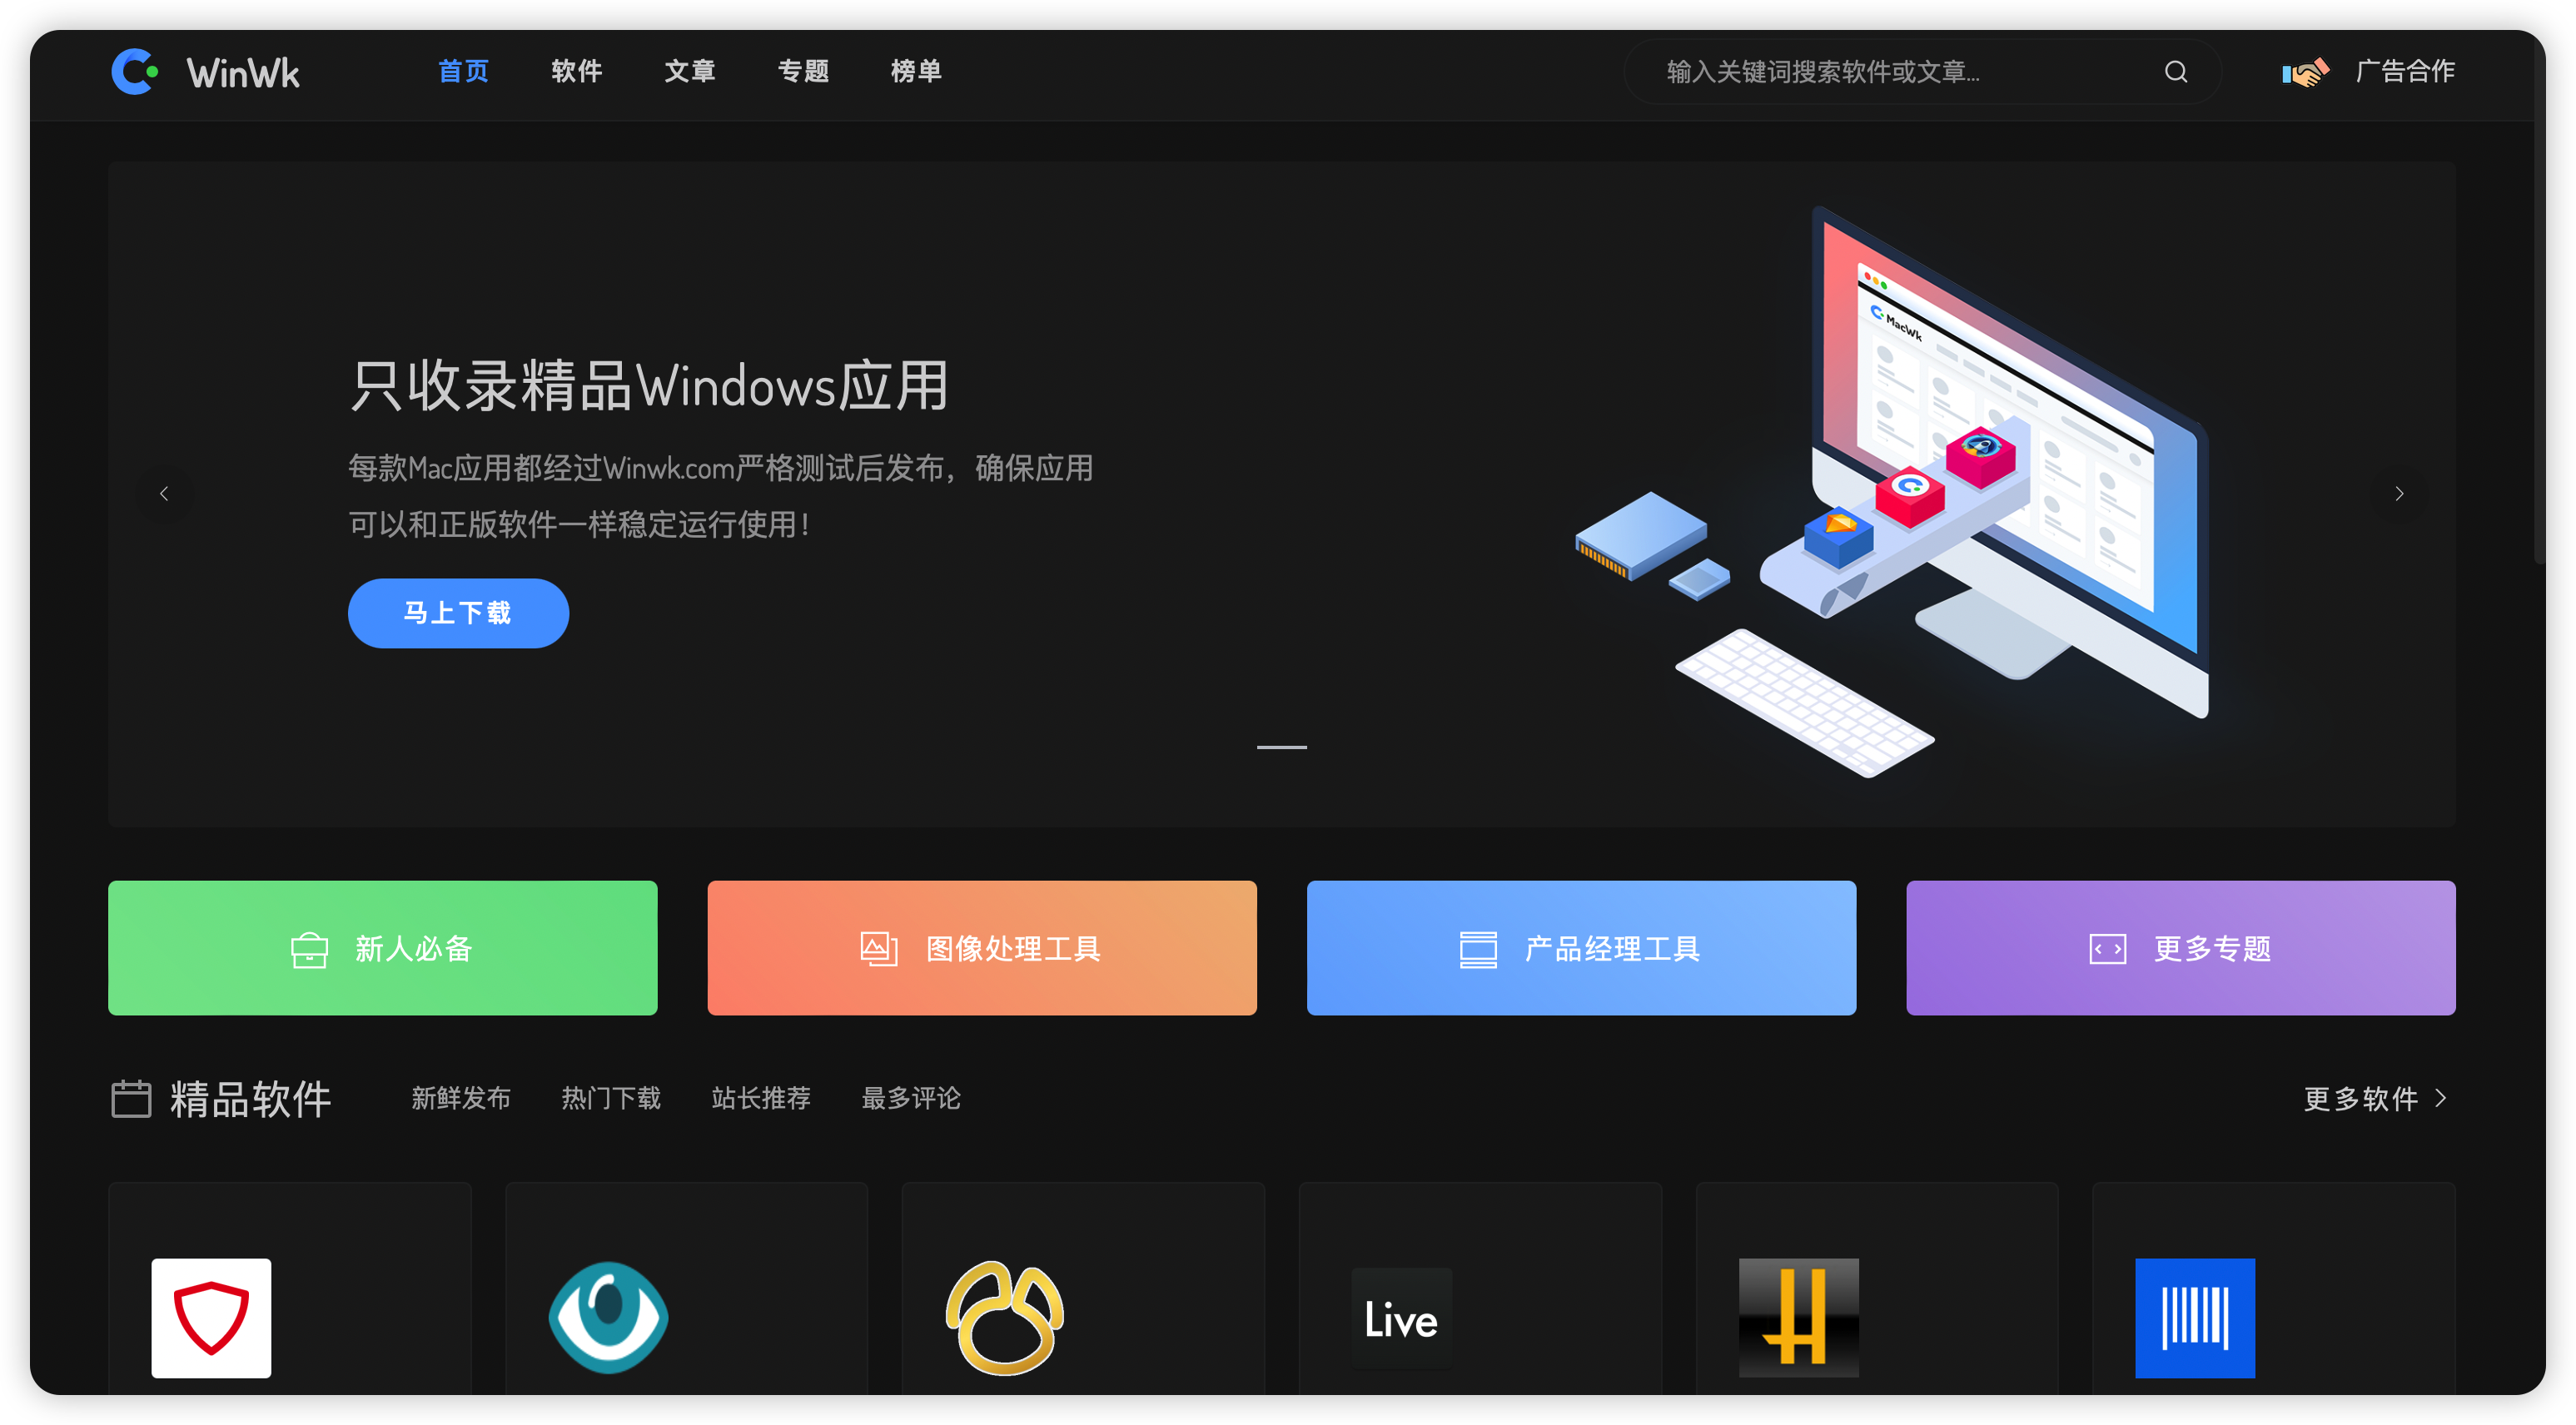 WinWk
首页 软件 文章 专题 榜单
输入关键词搜索软件或文章...
广告合作
MacWk
只收录精品Windows应用
每款Mac应用都经过Winwk.com严格测试后发布，确保应用
可以和正版软件一样稳定运行使用！
马上下载
新人必备
图像处理工具
产品经理工具
更多专题
精品软件
新鲜发布 热门下载 站长推荐 最多评论
更多软件
Live